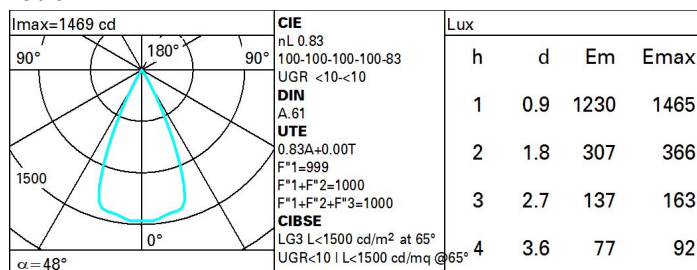 Imax=1469 cd
90°
180°
90°
1500
0°
α=48°
CIE
nL 0.83
100-100-100-100-83
UGR <10-<10
DIN
A.61
UTE
0.83A+0.00T
F"1=999
F"1+F"2=1000
F"1+F"2+F"3=1000
CIBSE
LG3 L<1500 cd/m² at 65°
UGR<10 | L<1500 cd/mq @65°
Lux
h d Em Emax
1 0.9 1230 1465
2 1.8 307 366
3 2.7 137 163
4 3.6 77 92